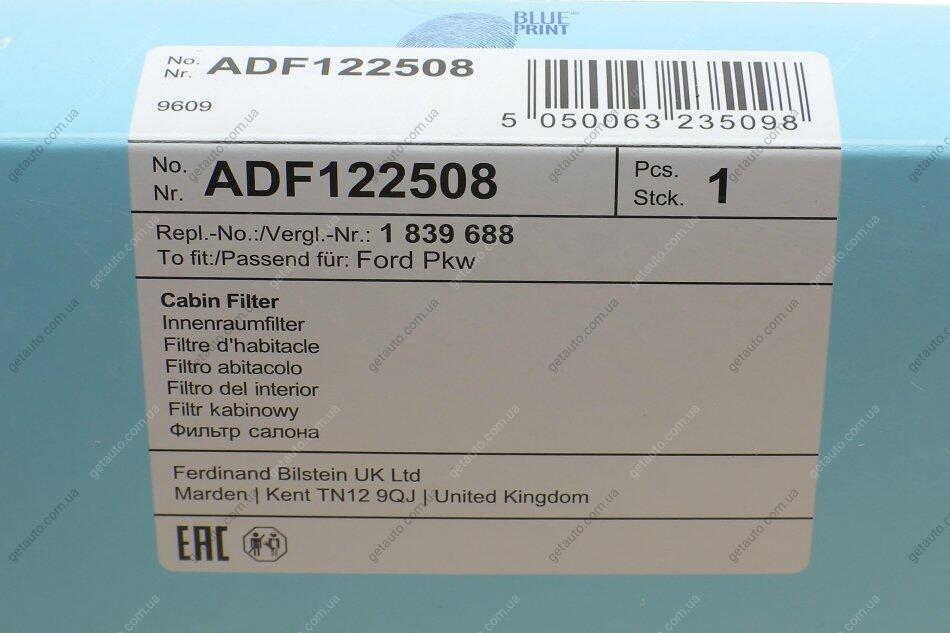 BLUE
PRINT
No.
Nr. ADF122508
9609
5 050063 235098
No.
Nr. ADF122508
Pcs.
Stck. 1
Repl.-No.:/Vergl.-Nr.: 1 839 688
To fit:/Passend für: Ford Pkw
Cabin Filter
Innenraumfilter
Filtre d'habitacle
Filtro abitacolo
Filtro del interior
Filtr kabinowy
Фильтр салона
Ferdinand Bilstein UK Ltd
Marden | Kent TN12 9QJ | United Kingdom
EAC
getauto.com.ua